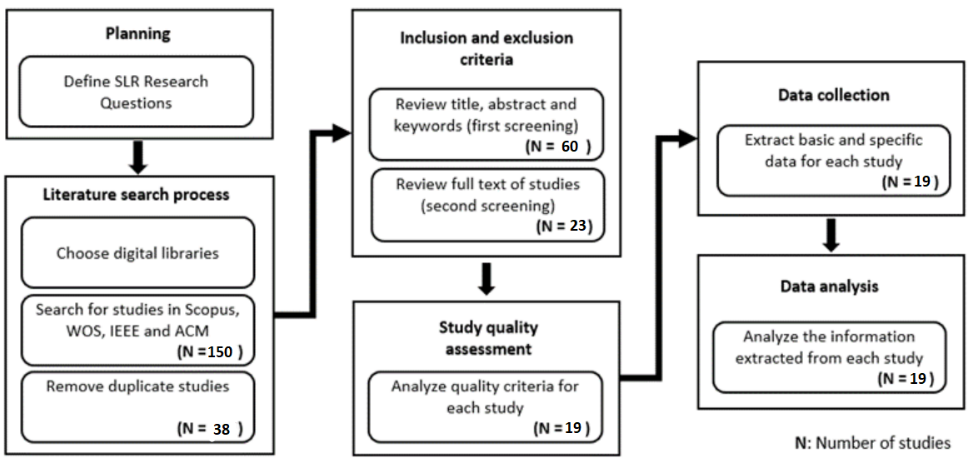 Planning
Define SLR Research
Questions
Literature search process
Choose digital libraries
Search for studies in Scopus,
WOS, IEEE and ACM
(N =150 )
Remove duplicate studies
(N = 38 )
Inclusion and exclusion
criteria
Review title, abstract and
keywords (first screening)
(N = 60 )
Review full text of studies
(second screening)
(N = 23 )
Study quality
assessment
Analyze quality criteria for
each study
(N =19 )
Data collection
Extract basic and specific
data for each study
(N =19 )
Data analysis
Analyze the information
extracted from each study
(N =19 )
N: Number of studies